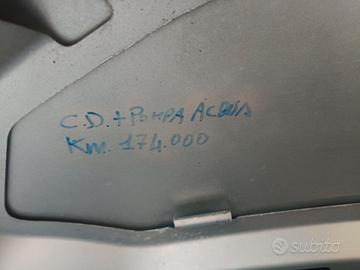 C.D. + POMPA ACQUA
Km. 174.000
subito